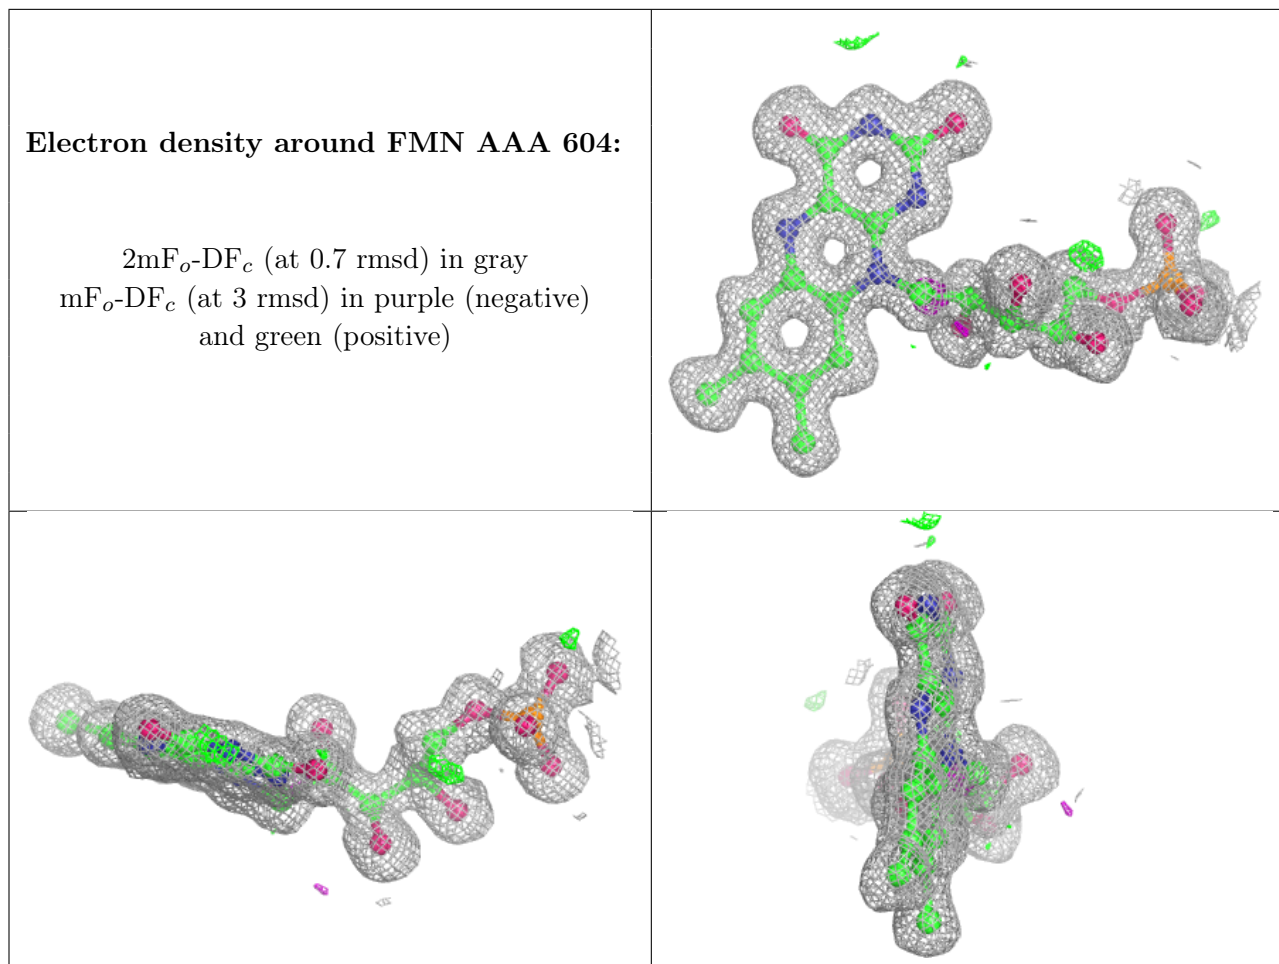 Electron density around FMN AAA 604:
2mFo-DFc (at 0.7 rmsd) in gray
mFo-DFc (at 3 rmsd) in purple (negative)
and green (positive)